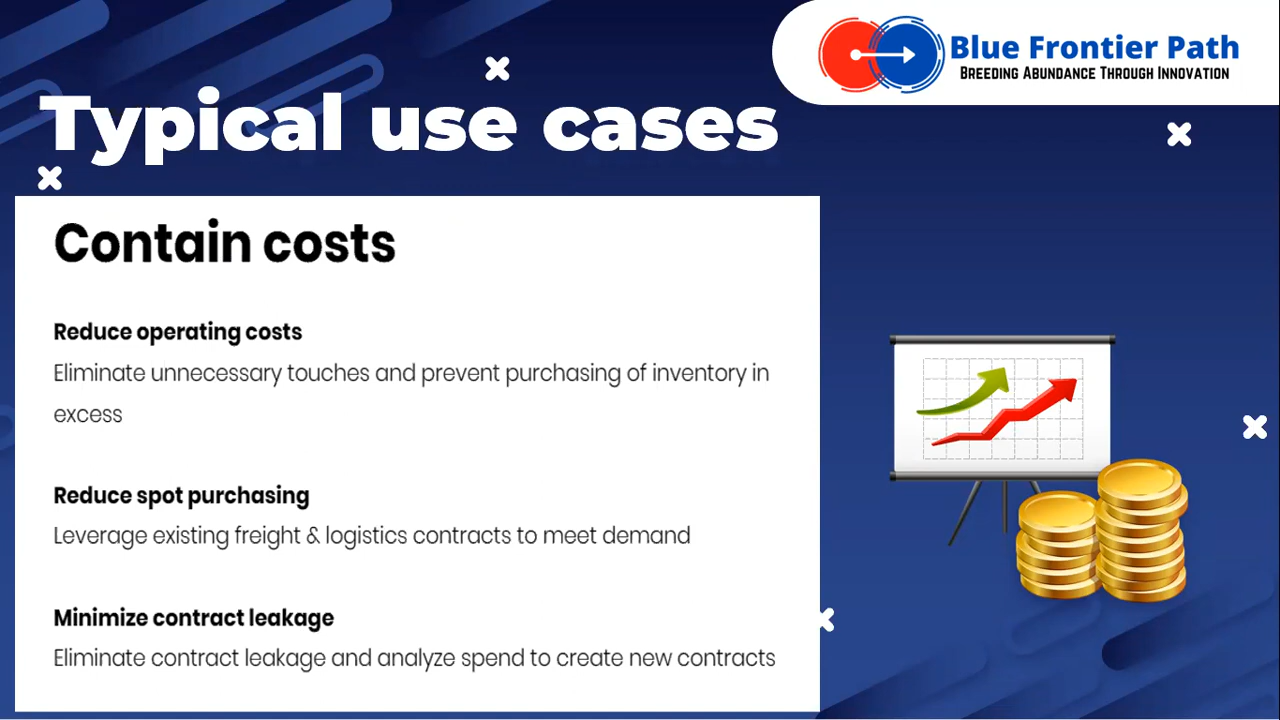 Blue Frontier Path
Breeding Abundance Through Innovation
Typical use cases
Contain costs
Reduce operating costs
Eliminate unnecessary touches and prevent purchasing of inventory in
excess
Reduce spot purchasing
Leverage existing freight & logistics contracts to meet demand
Minimize contract leakage
Eliminate contract leakage and analyze spend to create new contracts